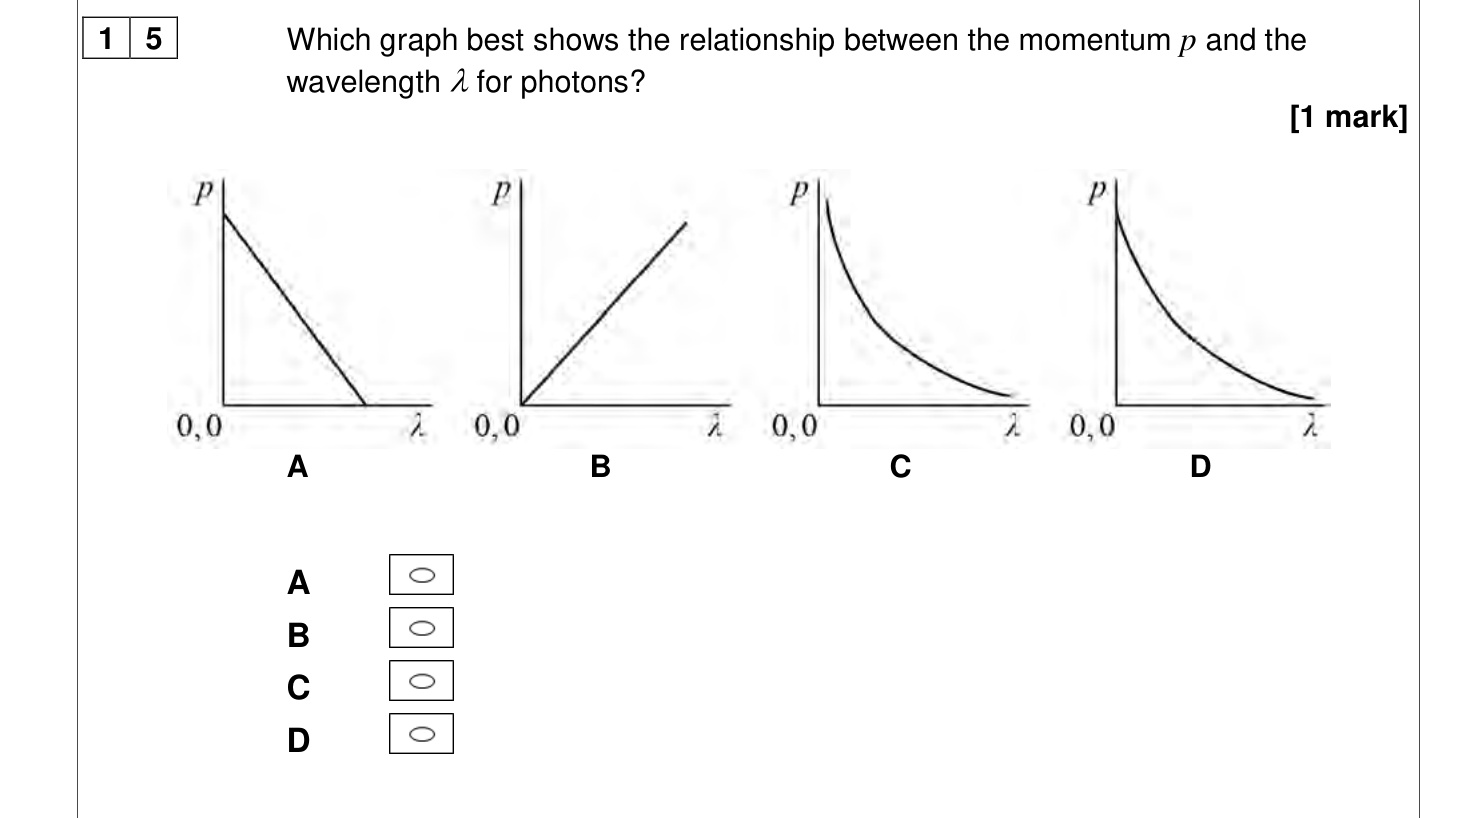 1 5 Which graph best shows the relationship between the momentum p and the
wavelength λ for photons?
[1 mark]
p p p p
0,0 λ 0,0 λ 0,0 λ 0,0 λ
A B C D
A
B
C
D